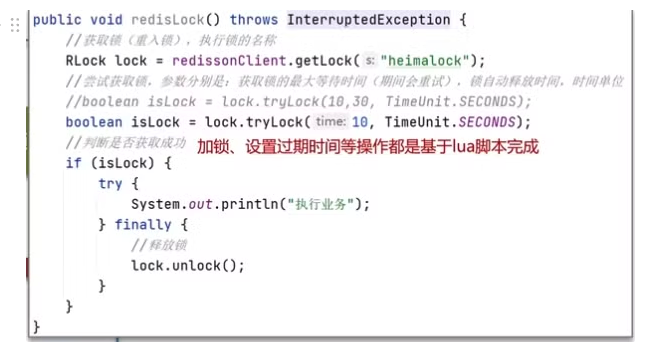 public void redisLock() throws InterruptedException {
//获取锁（重入锁），执行锁的名称
RLock lock = redissonClient.getLock( s: "heimalock");
//尝试获取锁，参数分别是：获取锁的最大等待时间（期间会重试），锁自动释放时间，时间单位
//boolean isLock = lock.tryLock(10,30, TimeUnit.SECONDS);
boolean isLock = lock.tryLock( time: 10, TimeUnit.SECONDS);
//判断是否获取成功 加锁、设置过期时间等操作都是基于lua脚本完成
if (isLock) {
try {
System.out.println("执行业务");
} finally {
//释放锁
lock.unlock();
}
}
}